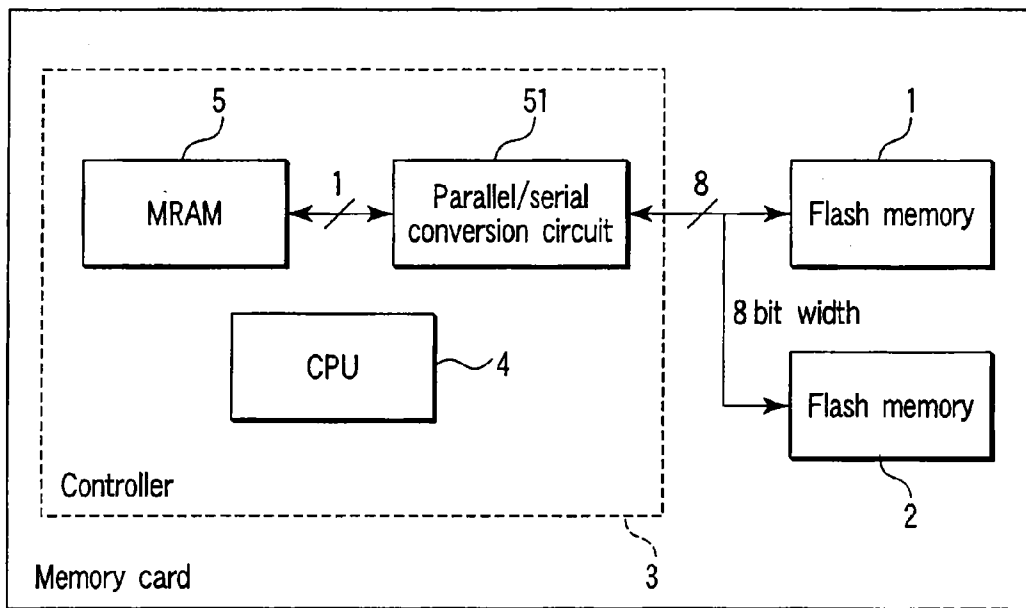 5
51
1
MRAM
1
Parallel/serial
conversion circuit
8
Flash memory
8 bit width
CPU
4
Flash memory
Controller
2
3
Memory card